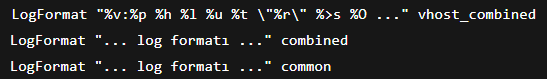 LogFormat "%v:%p %h %l %u %t \"%r\" %>s %O ..." vhost_combined
LogFormat "... log formatı ..." combined
LogFormat "... log formatı ..." common